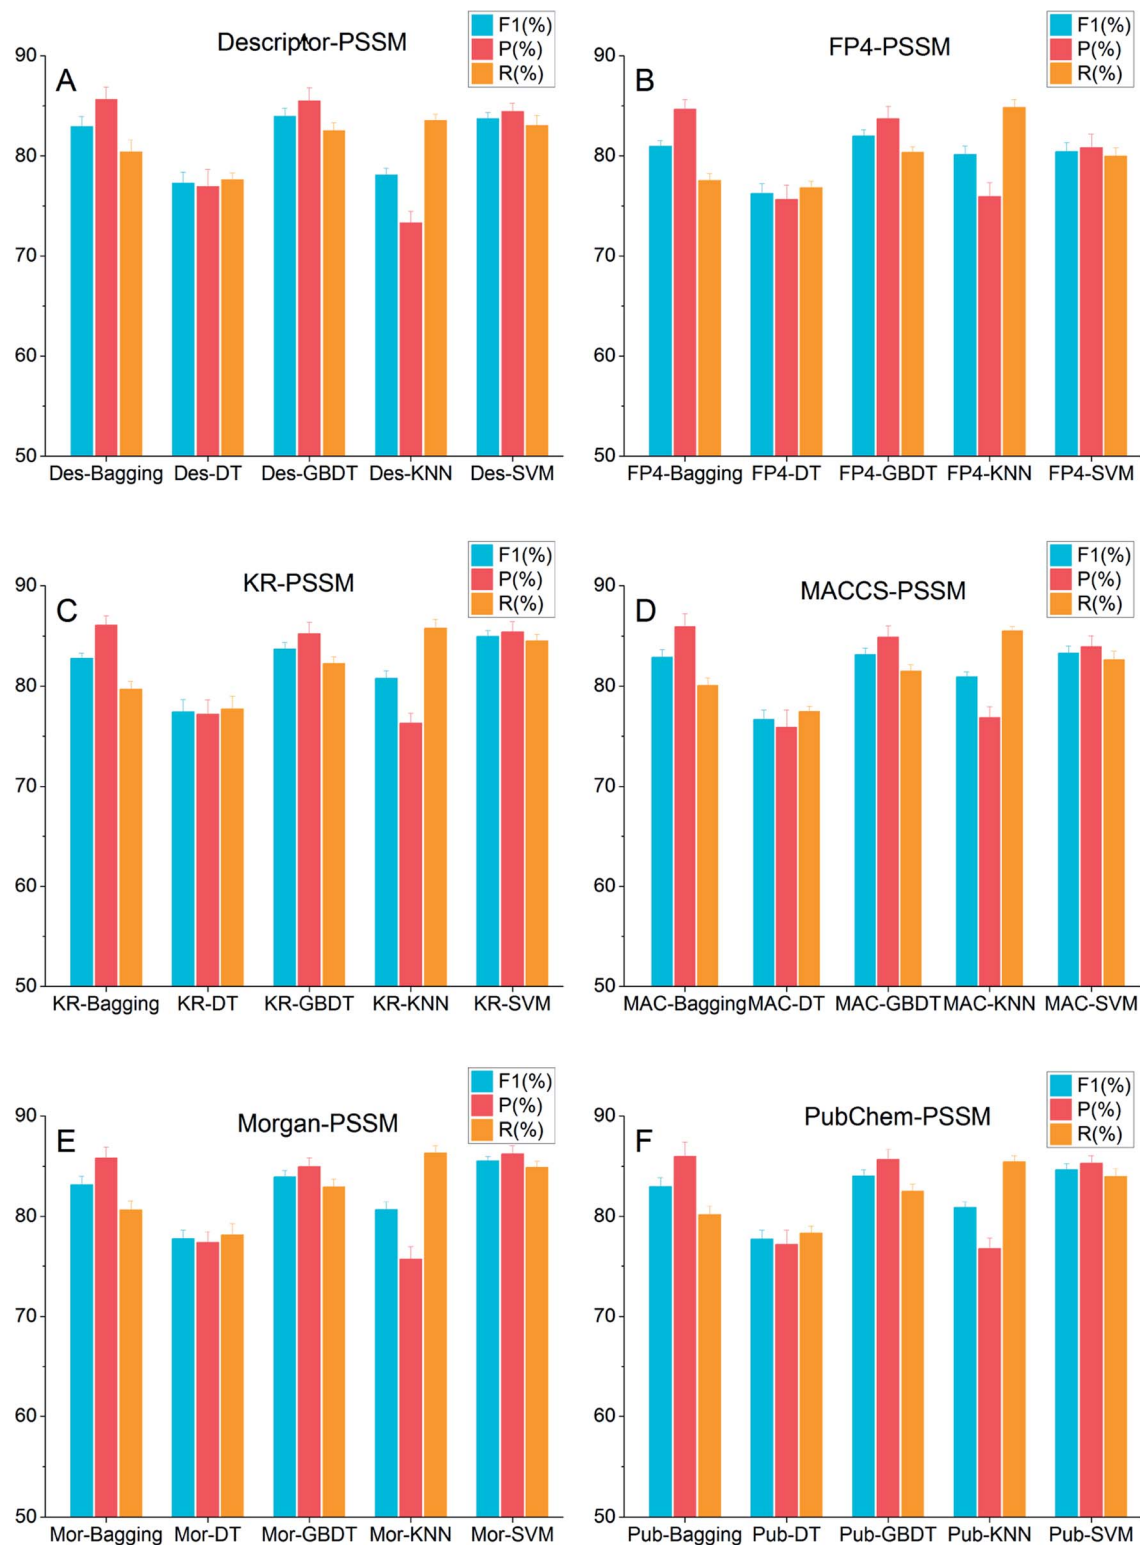 F1(%)
P(%)
R(%)
Descriptor-PSSM
A
90
80
70
60
50
Des-Bagging Des-DT Des-GBDT Des-KNN Des-SVM
F1(%)
P(%)
R(%)
FP4-PSSM
B
90
80
70
60
50
FP4-Bagging FP4-DT FP4-GBDT FP4-KNN FP4-SVM
F1(%)
P(%)
R(%)
KR-PSSM
C
90
80
70
60
50
KR-Bagging KR-DT KR-GBDT KR-KNN KR-SVM
F1(%)
P(%)
R(%)
MACCS-PSSM
D
90
80
70
60
50
MAC-Bagging MAC-DT MAC-GBDT MAC-KNN MAC-SVM
F1(%)
P(%)
R(%)
Morgan-PSSM
E
90
80
70
60
50
Mor-Bagging Mor-DT Mor-GBDT Mor-KNN Mor-SVM
F1(%)
P(%)
R(%)
PubChem-PSSM
F
90
80
70
60
50
Pub-Bagging Pub-DT Pub-GBDT Pub-KNN Pub-SVM